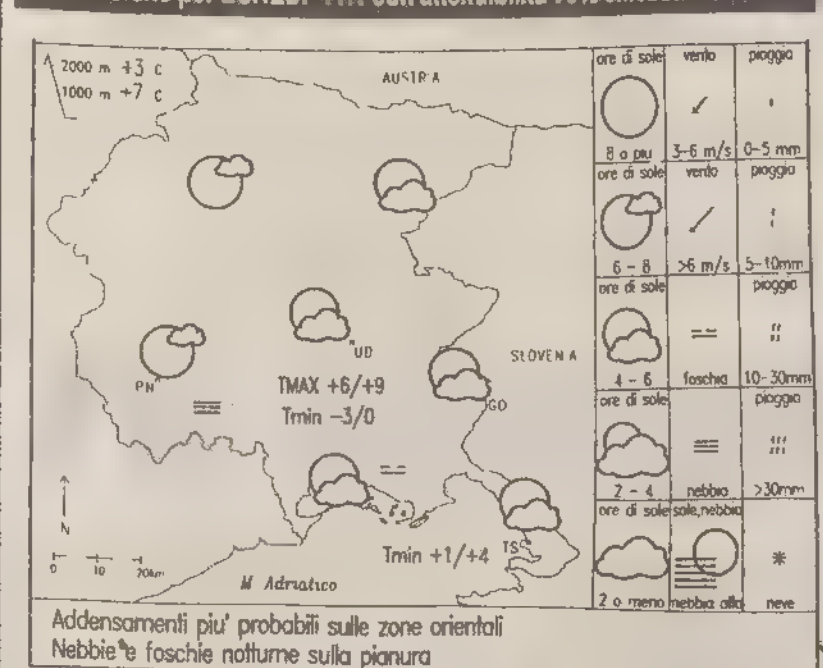 2000 m +3 c
1000 m +7 c
AUSTRIA
UD
SLOVENIA
PN
TMAX +6/+9
Tmin -3/0
GO
N
Tmin +1/+4
TS
0 10 20km
M Adriatico
ore di sole vento pioggia
8 o piu 3-6 m/s 0-5 mm
ore di sole vento pioggia
6 - 8 >6 m/s 5-10mm
ore di sole pioggia
4 - 6 foschia 10-30mm
ore di sole pioggia
2 - 4 nebbia >30mm
ore di sole sole,nebbia
2 o meno nebbia alta neve
Addensamenti piu' probabili sulle zone orientali
Nebbie e foschie notturne sulla pianura